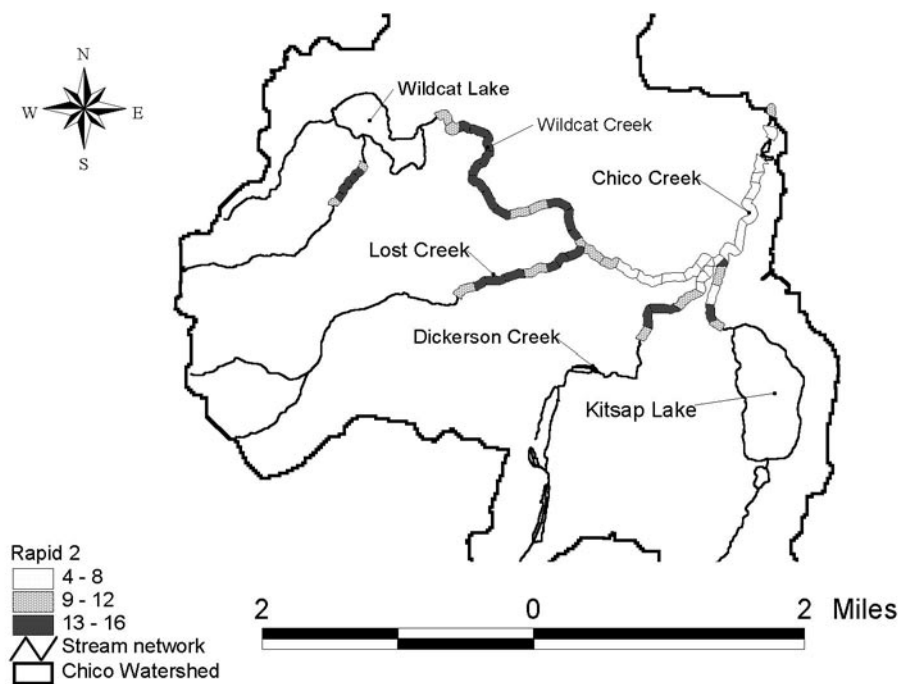 N
W E
S
Wildcat Lake
Wildcat Creek
Chico Creek
Lost Creek
Dickerson Creek
Kitsap Lake
Rapid 2
4 - 8
9 - 12
13 - 16
Stream network
Chico Watershed
2 0 2 Miles